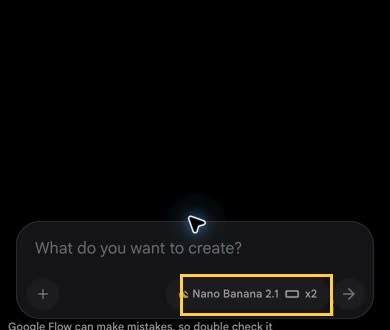 What do you want to create?
Nano Banana 2.1 x2
Google Flow can make mistakes, so double check it